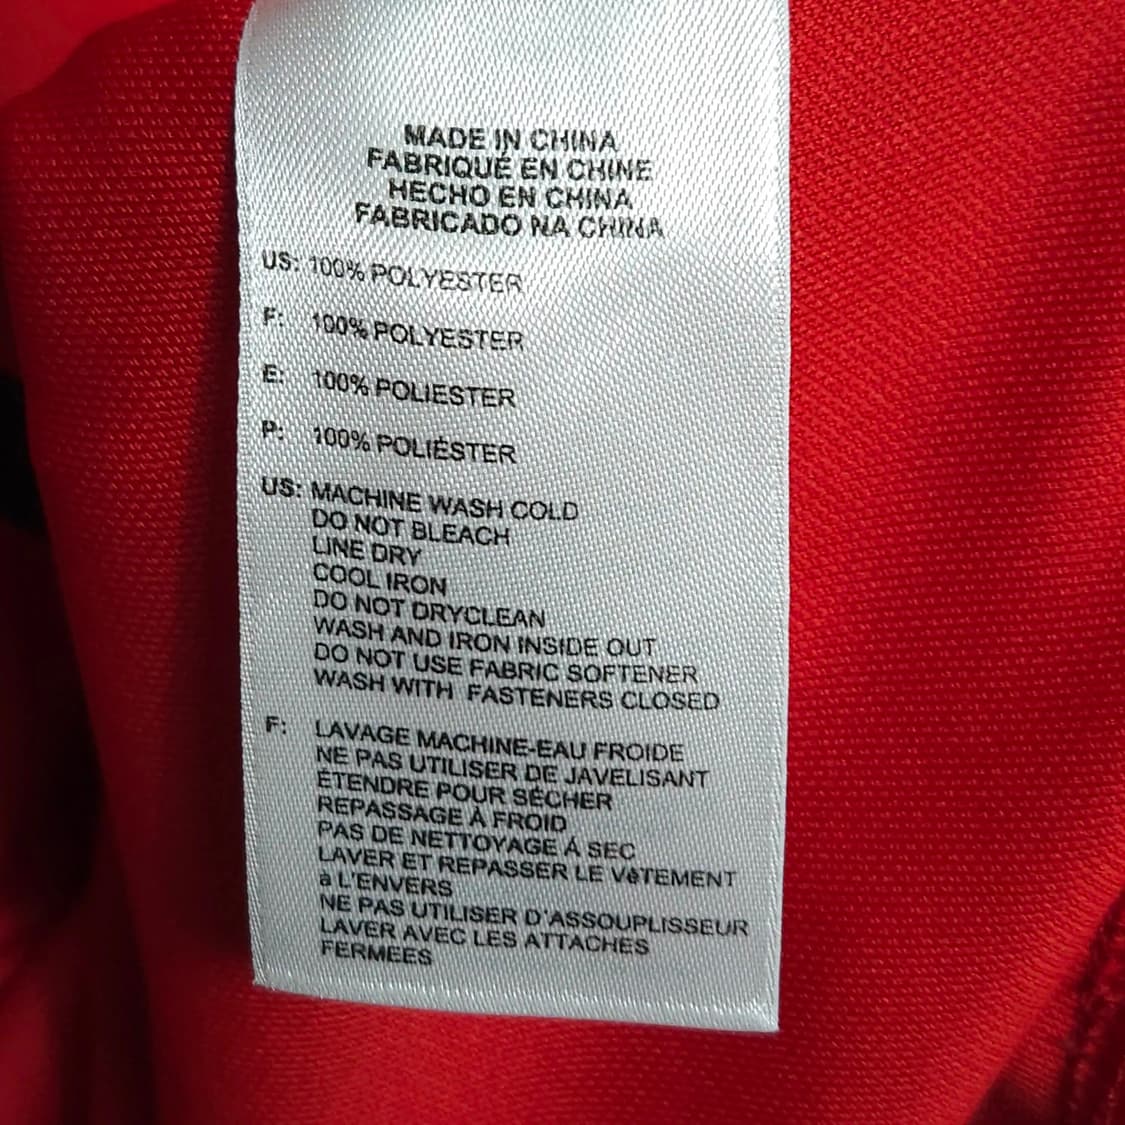 MADE IN CHINA
FABRIQUÉ EN CHINE
HECHO EN CHINA
FABRICADO NA CHINA
US: 100% POLYESTER
F: 100% POLYESTER
E: 100% POLIESTER
P: 100% POLIÉSTER
US: MACHINE WASH COLD
DO NOT BLEACH
LINE DRY
COOL IRON
DO NOT DRYCLEAN
WASH AND IRON INSIDE OUT
DO NOT USE FABRIC SOFTENER
WASH WITH FASTENERS CLOSED
F: LAVAGE MACHINE-EAU FROIDE
NE PAS UTILISER DE JAVELISANT
ÉTENDRE POUR SÉCHER
REPASSAGE À FROID
PAS DE NETTOYAGE Á SEC
LAVER ET REPASSER LE VèTEMENT
à L'ENVERS
NE PAS UTILISER D'ASSOUPLISSEUR
LAVER AVEC LES ATTACHES
FERMEES